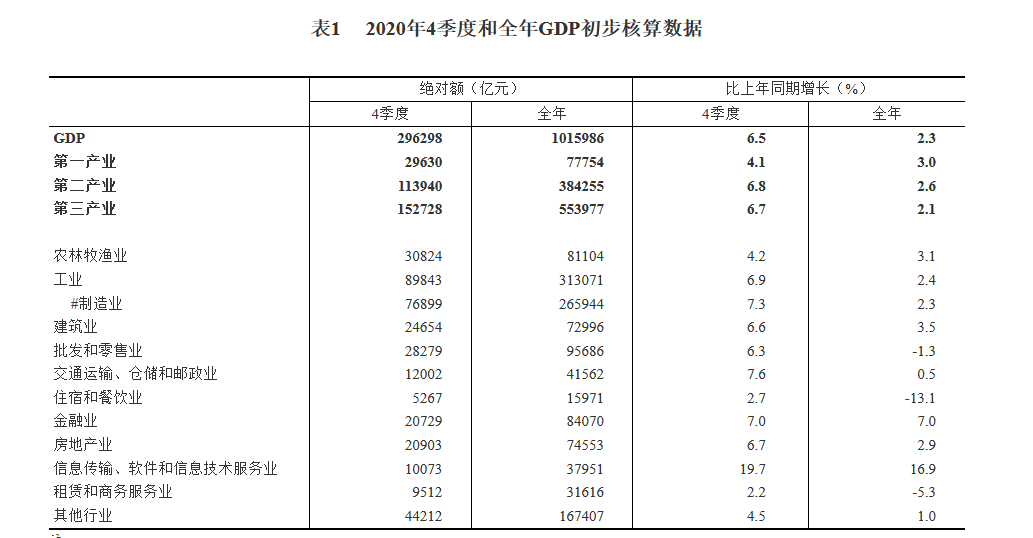 表1 2020年4季度和全年GDP初步核算数据
绝对额（亿元） 比上年同期增长（%）
4季度 全年 4季度 全年
GDP 296298 1015986 6.5 2.3
第一产业 29630 77754 4.1 3.0
第二产业 113940 384255 6.8 2.6
第三产业 152728 553977 6.7 2.1
农林牧渔业 30824 81104 4.2 3.1
工业 89843 313071 6.9 2.4
#制造业 76899 265944 7.3 2.3
建筑业 24654 72996 6.6 3.5
批发和零售业 28279 95686 6.3 -1.3
交通运输、仓储和邮政业 12002 41562 7.6 0.5
住宿和餐饮业 5267 15971 2.7 -13.1
金融业 20729 84070 7.0 7.0
房地产业 20903 74553 6.7 2.9
信息传输、软件和信息技术服务业 10073 37951 19.7 16.9
租赁和商务服务业 9512 31616 2.2 -5.3
其他行业 44212 167407 4.5 1.0